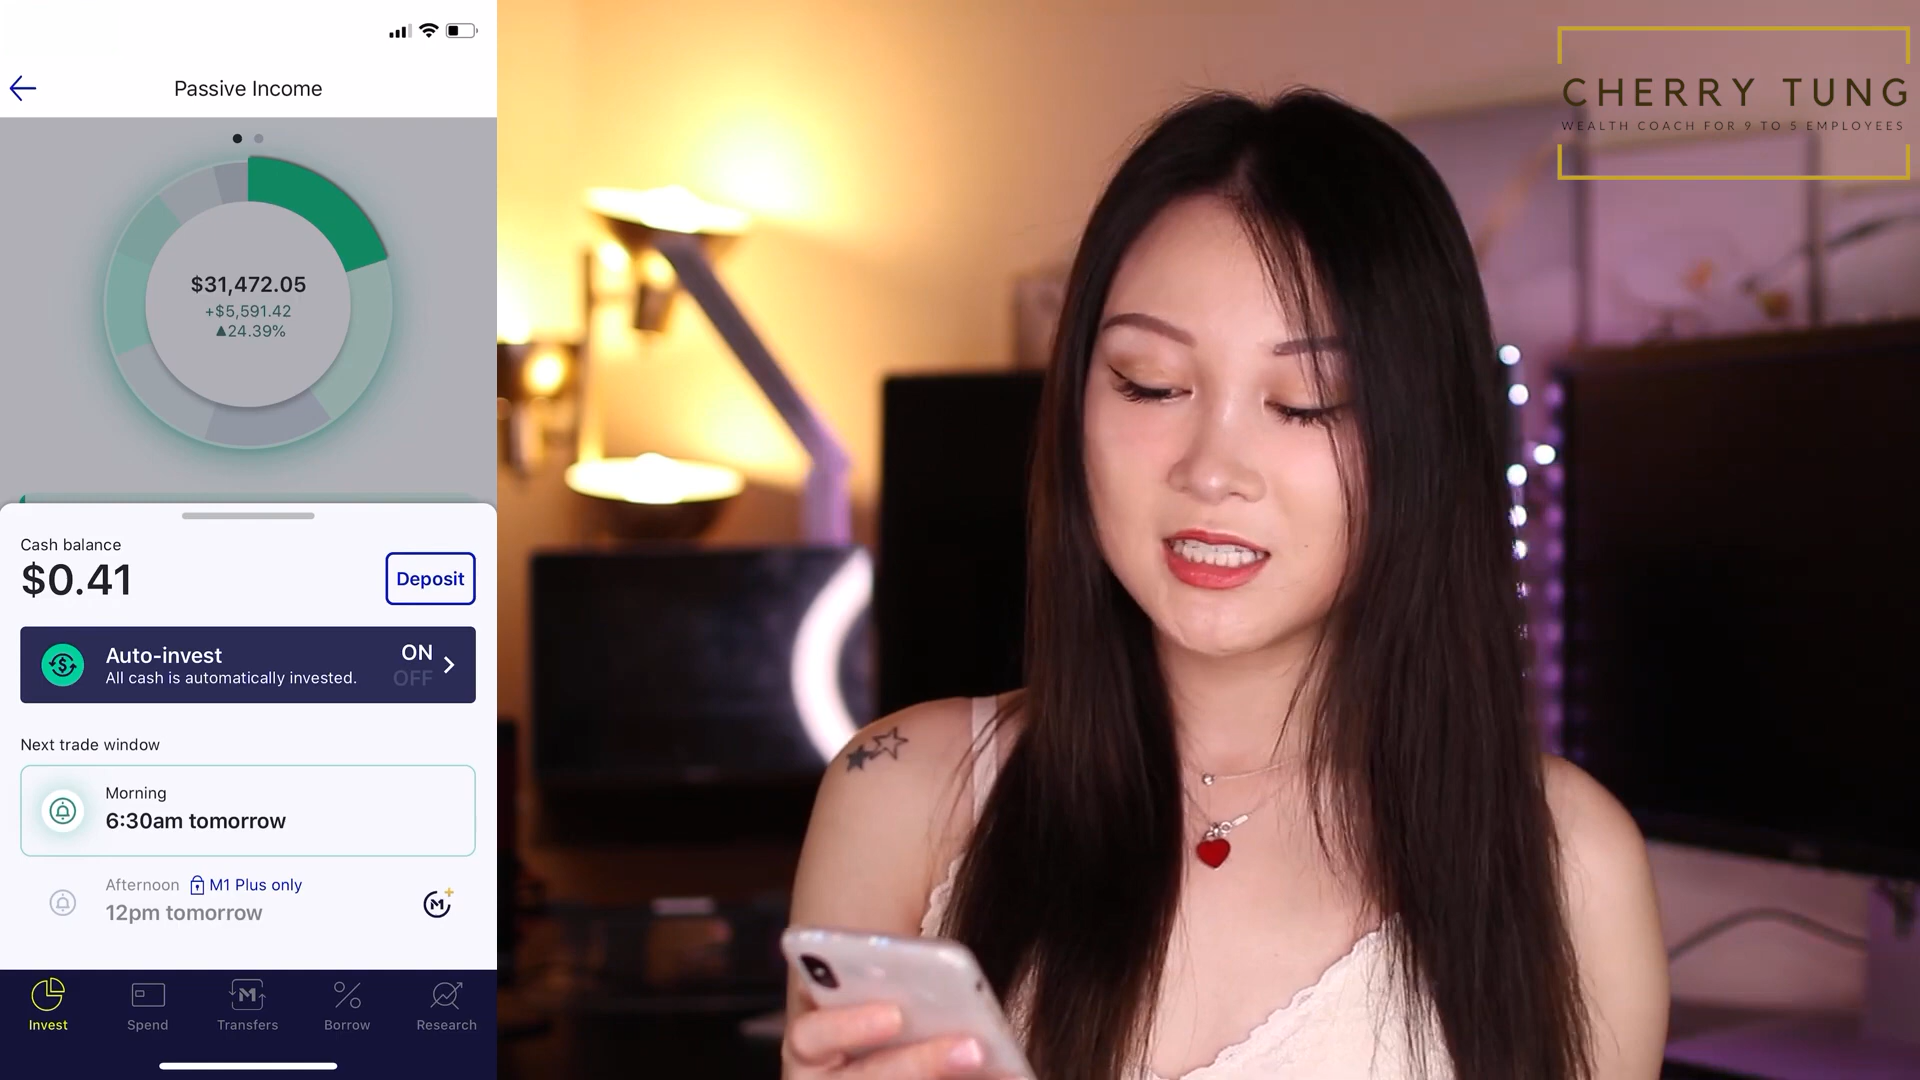 Passive Income
$31,472.05
+$5,591.42
▲24.39%
Cash balance
$0.41
Deposit
Auto-invest
All cash is automatically invested.
ON
OFF
Next trade window
Morning
6:30am tomorrow
Afternoon M1 Plus only
12pm tomorrow
Invest
Spend
Transfers
Borrow
Research
CHERRY TUNG
WEALTH COACH FOR 9 TO 5 EMPLOYEES